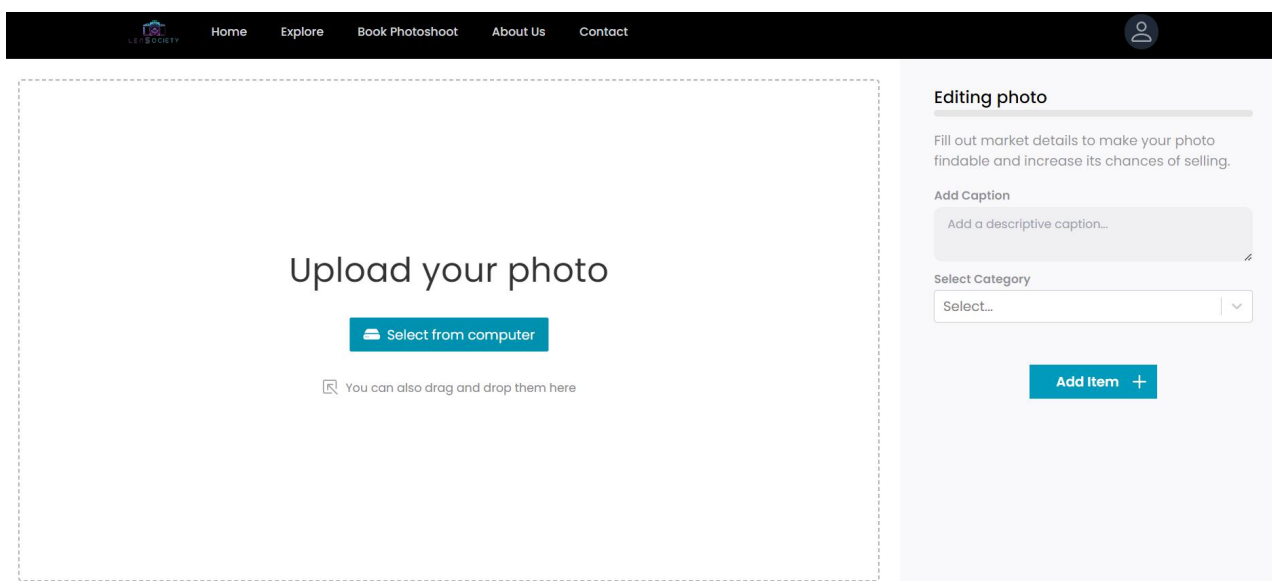 LENSOCIETY
Home
Explore
Book Photoshoot
About Us
Contact
Upload your photo
Select from computer
You can also drag and drop them here
Editing photo
Fill out market details to make your photo
findable and increase its chances of selling.
Add Caption
Add a descriptive caption...
Select Category
Select...
Add Item